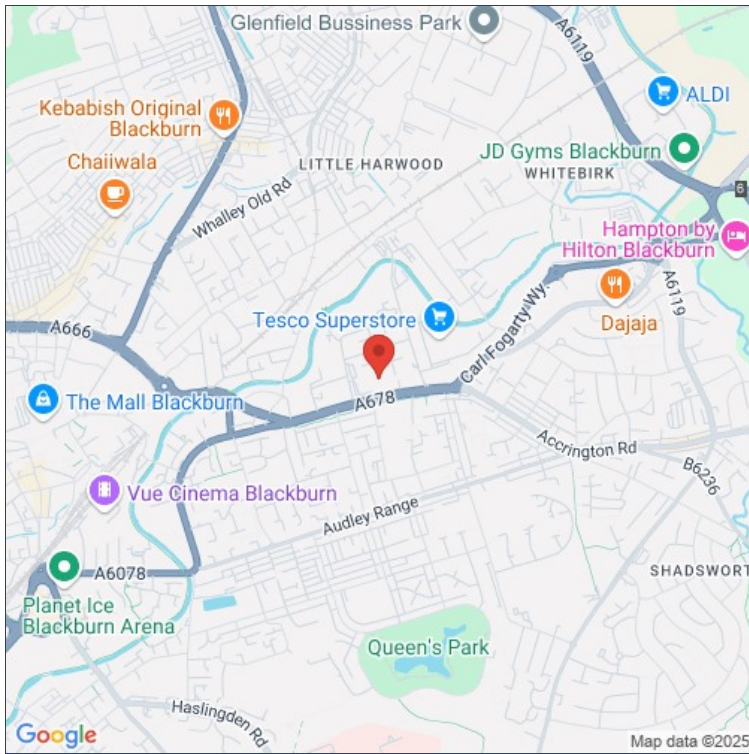 Glenfield Bussiness Park
A6119
ALDI
Kebabish Original
Blackburn
JD Gyms Blackburn
Chaiiwala
LITTLE HARWOOD
WHITEBIRK
6
Whalley Old Rd
Hampton by
Hilton Blackburn
A6119
Tesco Superstore
Dajaja
A666
Carl Fogarty Wy
The Mall Blackburn
A678
Accrington Rd
B6236
Vue Cinema Blackburn
Audley Range
A6078
SHADSWORT
Planet Ice
Blackburn Arena
Queen's Park
Haslingden Rd
Google
Map data ©2025